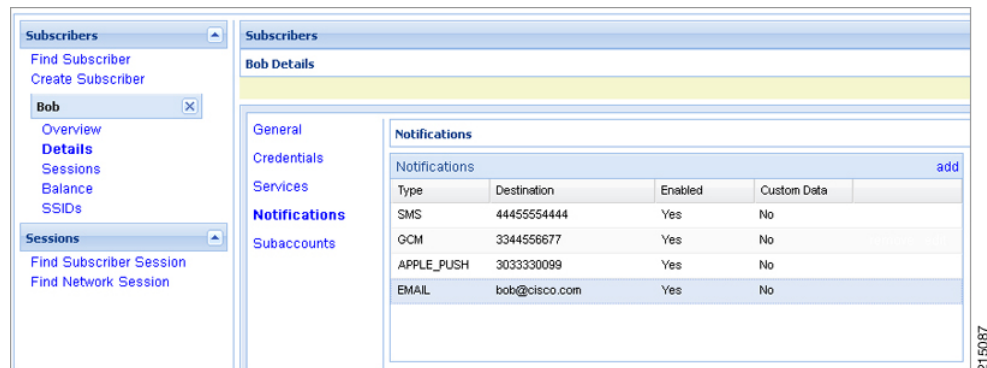 Subscribers
Find Subscriber
Create Subscriber
Bob
Overview
Details
Sessions
Balance
SSIDs
Sessions
Find Subscriber Session
Find Network Session
Subscribers
Bob Details
General
Credentials
Services
Notifications
Subaccounts
Notifications
Notifications add
Type Destination Enabled Custom Data
SMS 44455554444 Yes No
GCM 3344556677 Yes No
APPLE_PUSH 3033330099 Yes No
EMAIL bob@cisco.com Yes No
215087